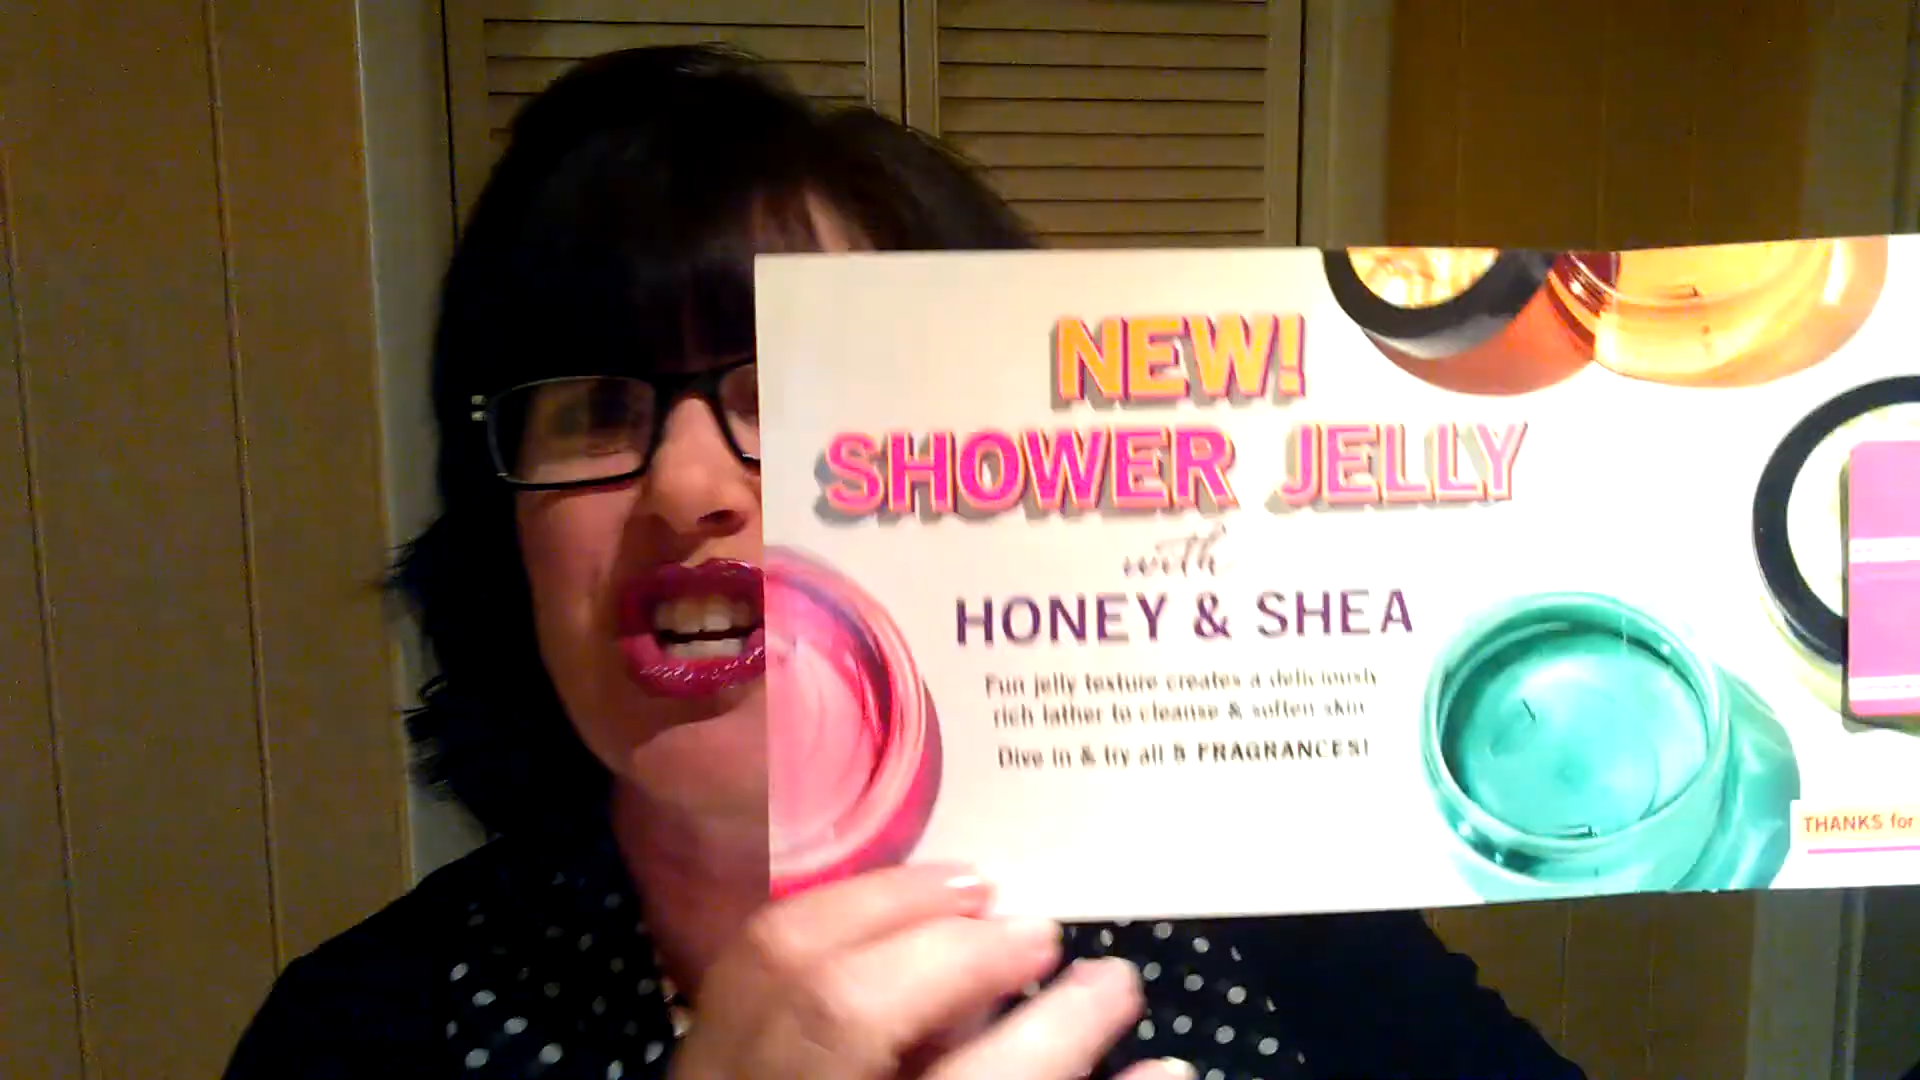 NEW!
SHOWER JELLY
with
HONEY & SHEA
Fun jelly texture creates a deliciously
rich lather to cleanse & soften skin
Dive in & try all 5 FRAGRANCES!
THANKS for